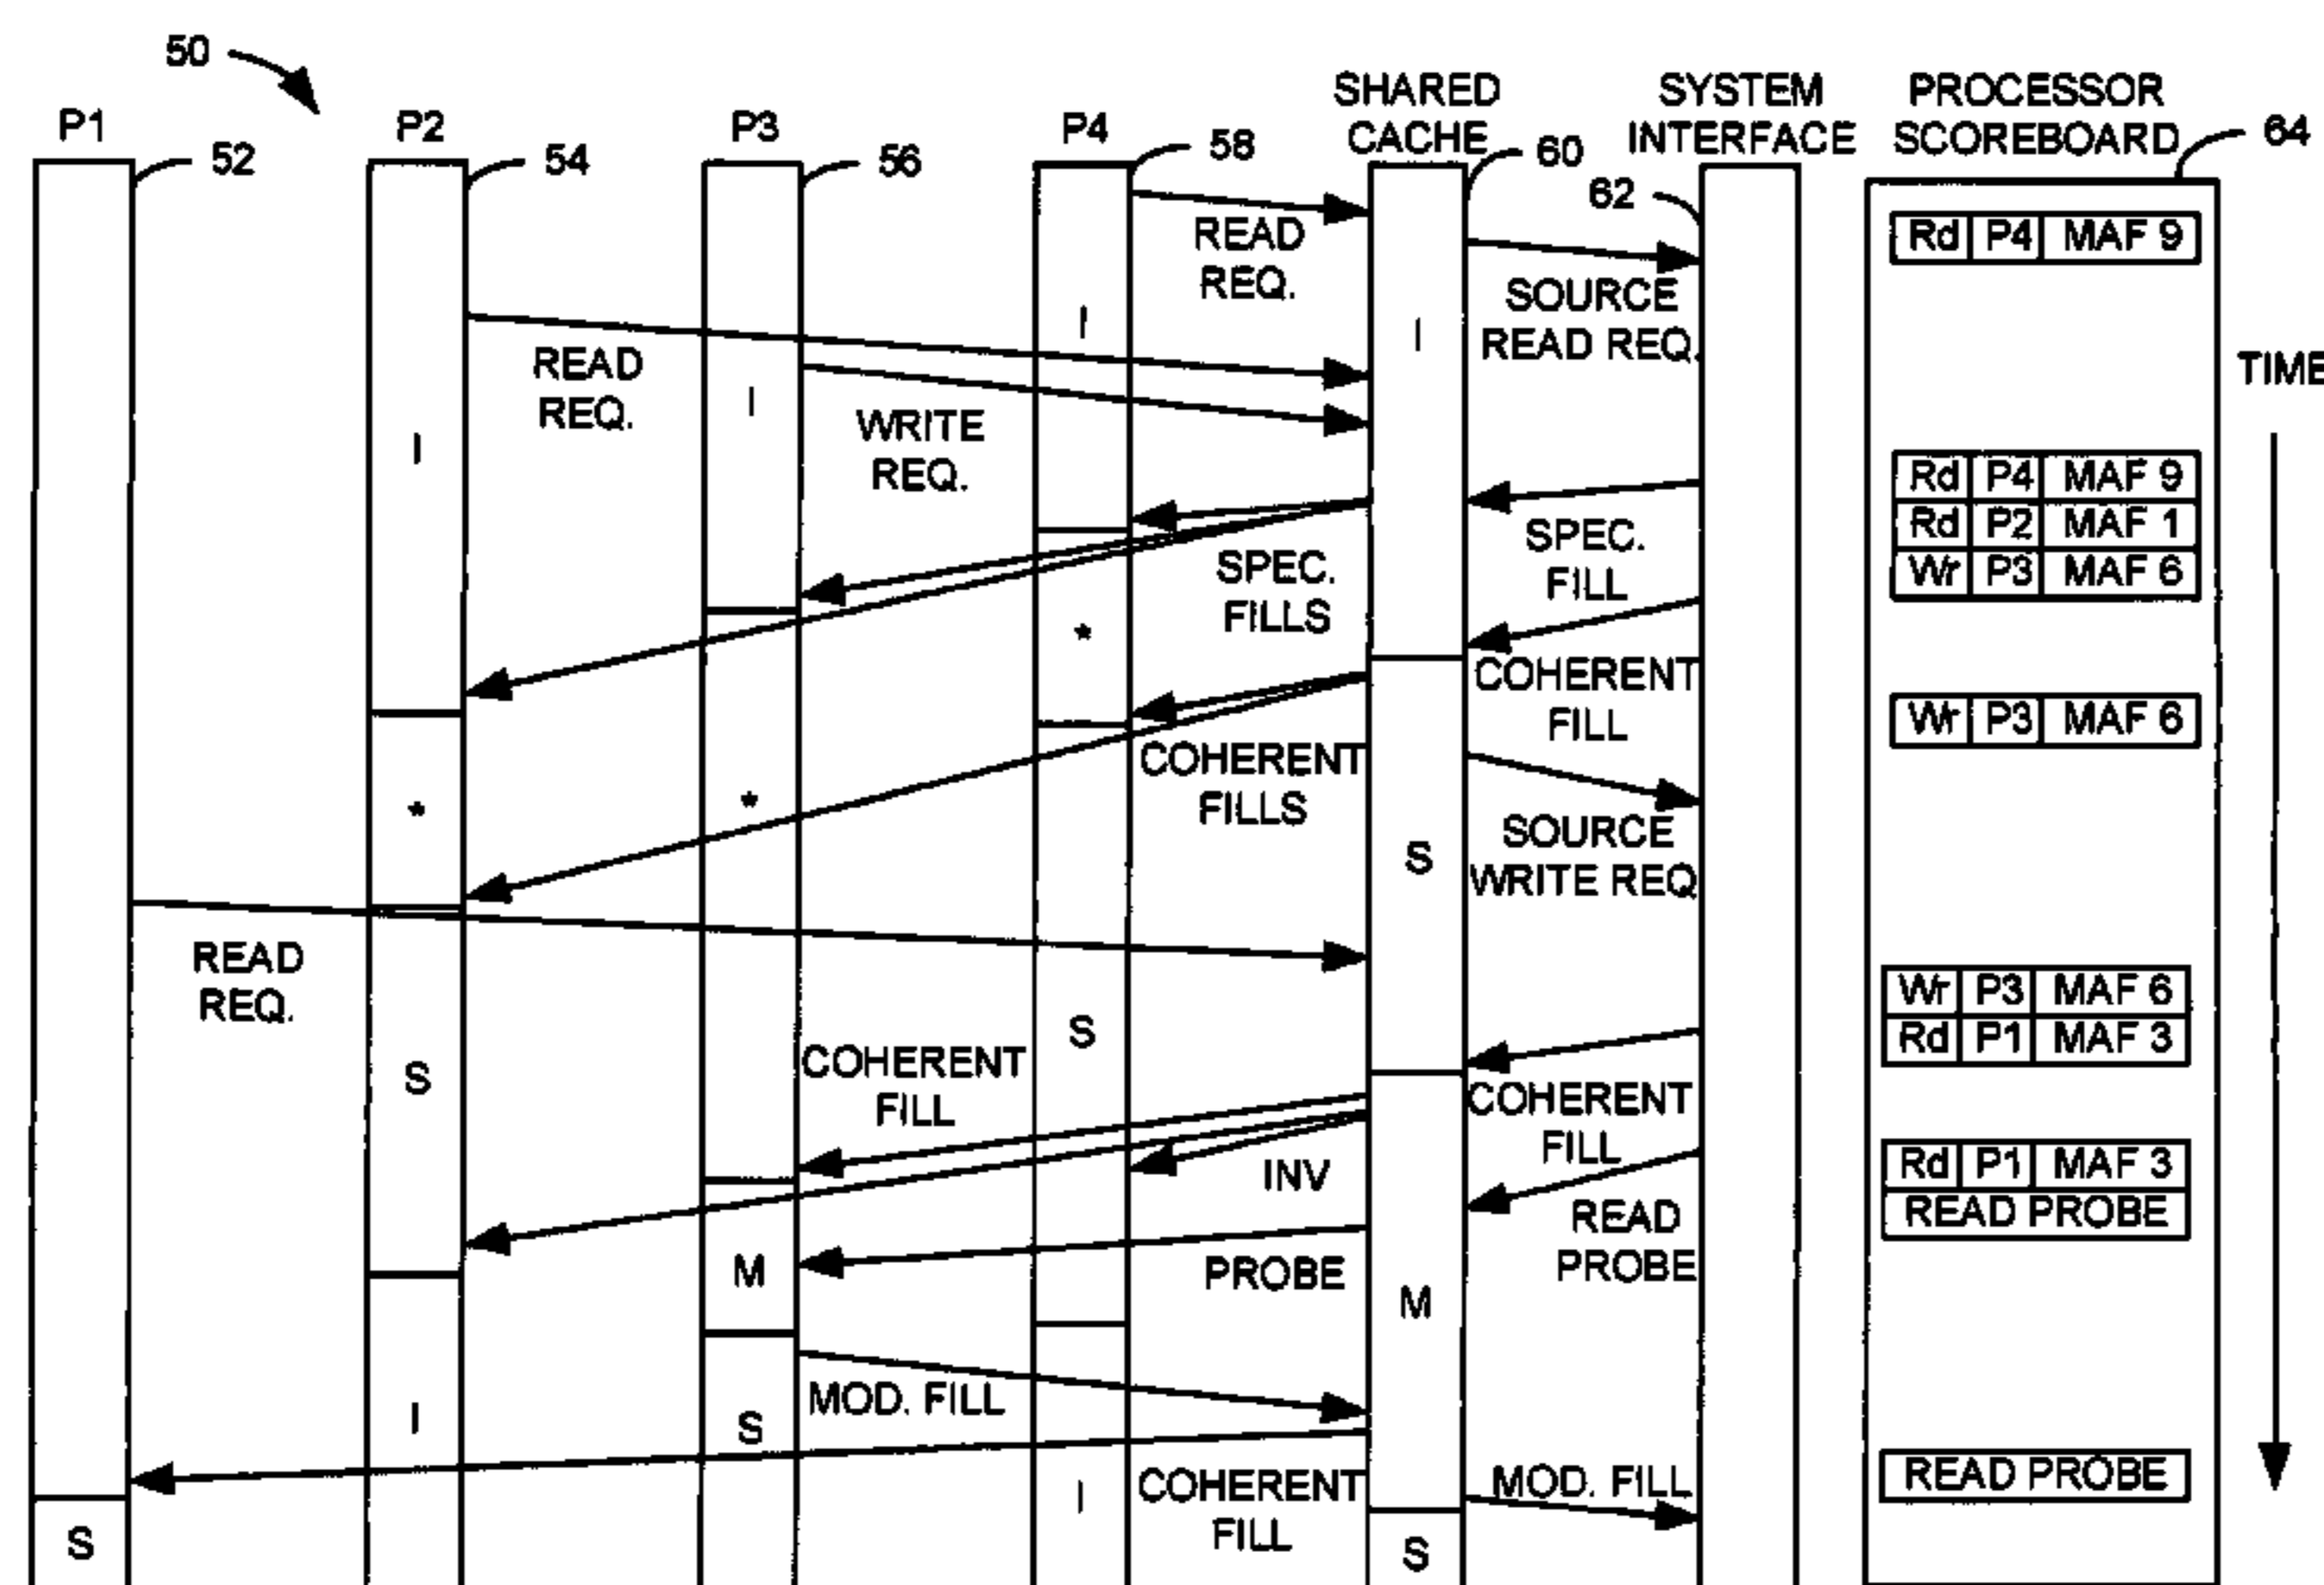 50
P1
P2
P3
P4
SHARED
CACHE
SYSTEM
INTERFACE
PROCESSOR
SCOREBOARD
52
54
56
58
60
62
64
READ
REQ.
Rd P4 MAF 9
SOURCE
READ REQ.
I
I
READ
REQ.
TIME
I
I
WRITE
REQ.
Rd P4 MAF 9
Rd P2 MAF 1
Wr P3 MAF 6
SPEC.
FILLS
SPEC.
FILL
*
COHERENT
FILL
Wr P3 MAF 6
COHERENT
FILLS
*
*
SOURCE
WRITE REQ
S
READ
REQ.
Wr P3 MAF 6
Rd P1 MAF 3
S
S
COHERENT
FILL
COHERENT
FILL
INV
Rd P1 MAF 3
READ PROBE
READ
PROBE
M
PROBE
M
MOD. FILL
I
S
I
COHERENT
FILL
MOD. FILL
READ PROBE
S
S